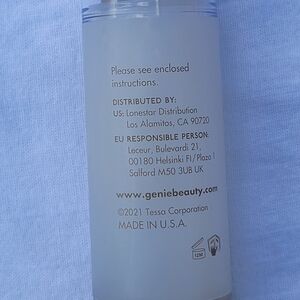 Please see enclosed
instructions.
DISTRIBUTED BY:
US: Lonestar Distribution
Los Alamitos, CA 90720
EU RESPONSIBLE PERSON:
Leceur, Bulevardi 21,
00180 Helsinki FI/Plaza 1
Salford M50 3UB UK
www.geniebeauty.com
©2021 Tessa Corporation
MADE IN U.S.A.
12M